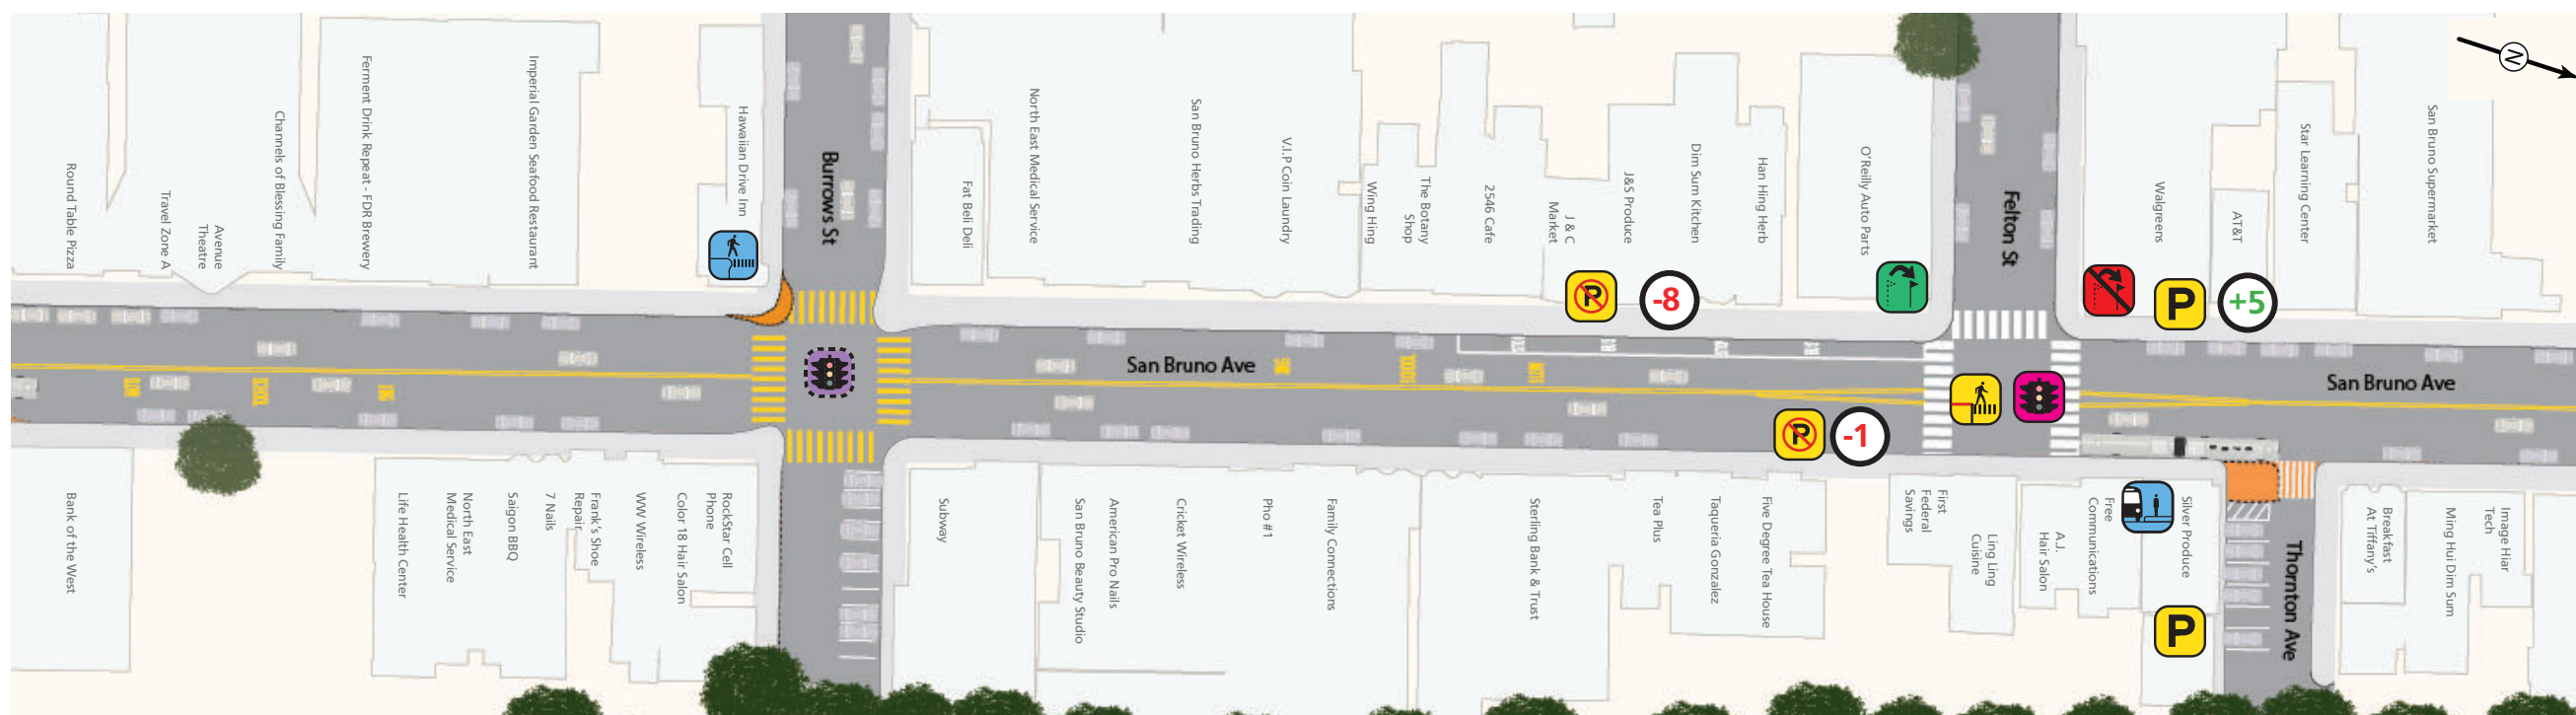 Round Table Pizza
Travel Zone A
Avenue
Theatre
Channels of Blessing Family
Ferment Drink Repeat - FDR Brewery
Imperial Garden Seafood Restaurant
Hawaiian Drive Inn
Burrows St
Fat Beli Deli
North East Medical Service
San Bruno Herbs Trading
V.I.P Coin Laundry
Wing Hing
The Botany
Shop
2546 Cafe
J & C
Market
J&S Produce
Dim Sum Kitchen
Han Hing Herb
O'Reilly Auto Parts
Felton St
Walgreens
AT&T
Star Learning Center
San Bruno Supermarket
N
P
-8
P
+5
San Bruno Ave
San Bruno Ave
P
-1
BUS
BUS
Bank of the West
Life Health Center
North East
Medical Service
Saigon BBQ
7 Nails
Frank's Shoe
Repair
WW Wireless
Color 18 Hair Salon
RockStar Cell
Phone
Subway
San Bruno Beauty Studio
American Pro Nails
Cricket Wireless
Pho #1
Family Connections
Sterling Bank & Trust
Tea Plus
Taqueria Gonzalez
Five Degree Tea House
First
Federal
Savings
Ling Ling
Cuisine
A.J.
Hair Salon
Free
Communications
Silver Produce
P
Thornton Ave
Breakfast
At Tiffany's
Ming Hui Dim Sum
Image Hiar
Tech